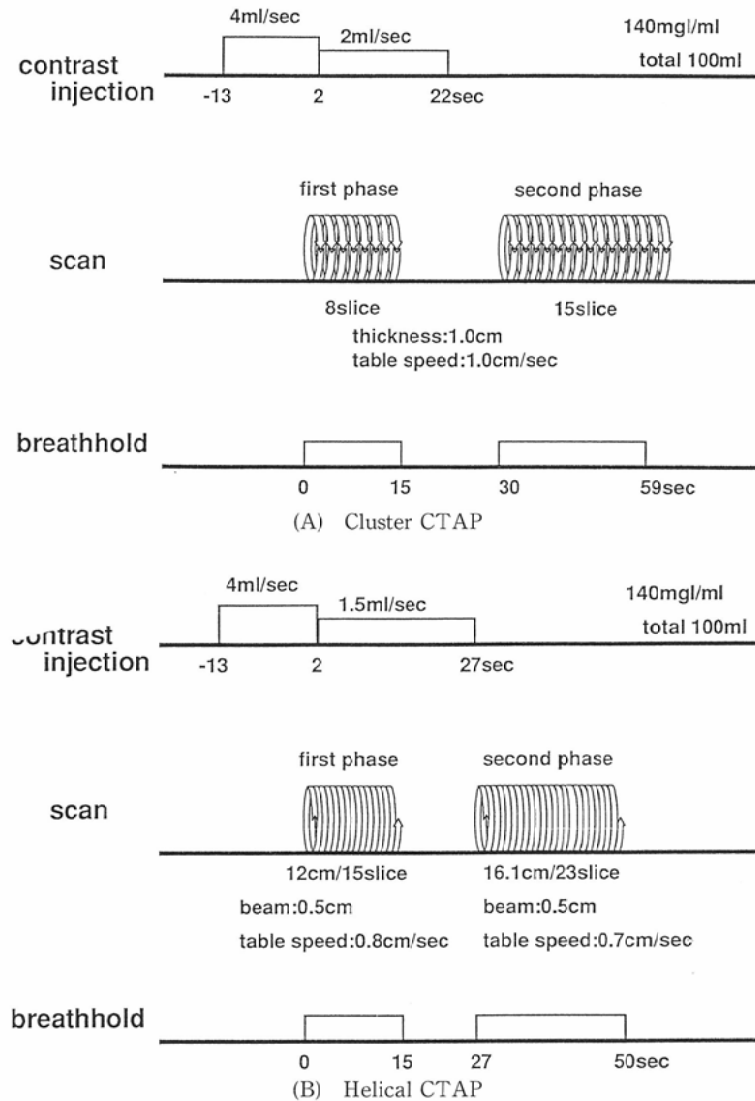 4ml/sec
2ml/sec
140mgI/ml
total 100ml
contrast
injection
-13 2 22sec
first phase second phase
scan
8slice 15slice
thickness:1.0cm
table speed:1.0cm/sec
breathhold
0 15 30 59sec
(A) Cluster CTAP
4ml/sec
1.5ml/sec
140mgI/ml
total 100ml
contrast
injection
-13 2 27sec
first phase second phase
scan
12cm/15slice 16.1cm/23slice
beam:0.5cm beam:0.5cm
table speed:0.8cm/sec table speed:0.7cm/sec
breathhold
0 15 27 50sec
(B) Helical CTAP